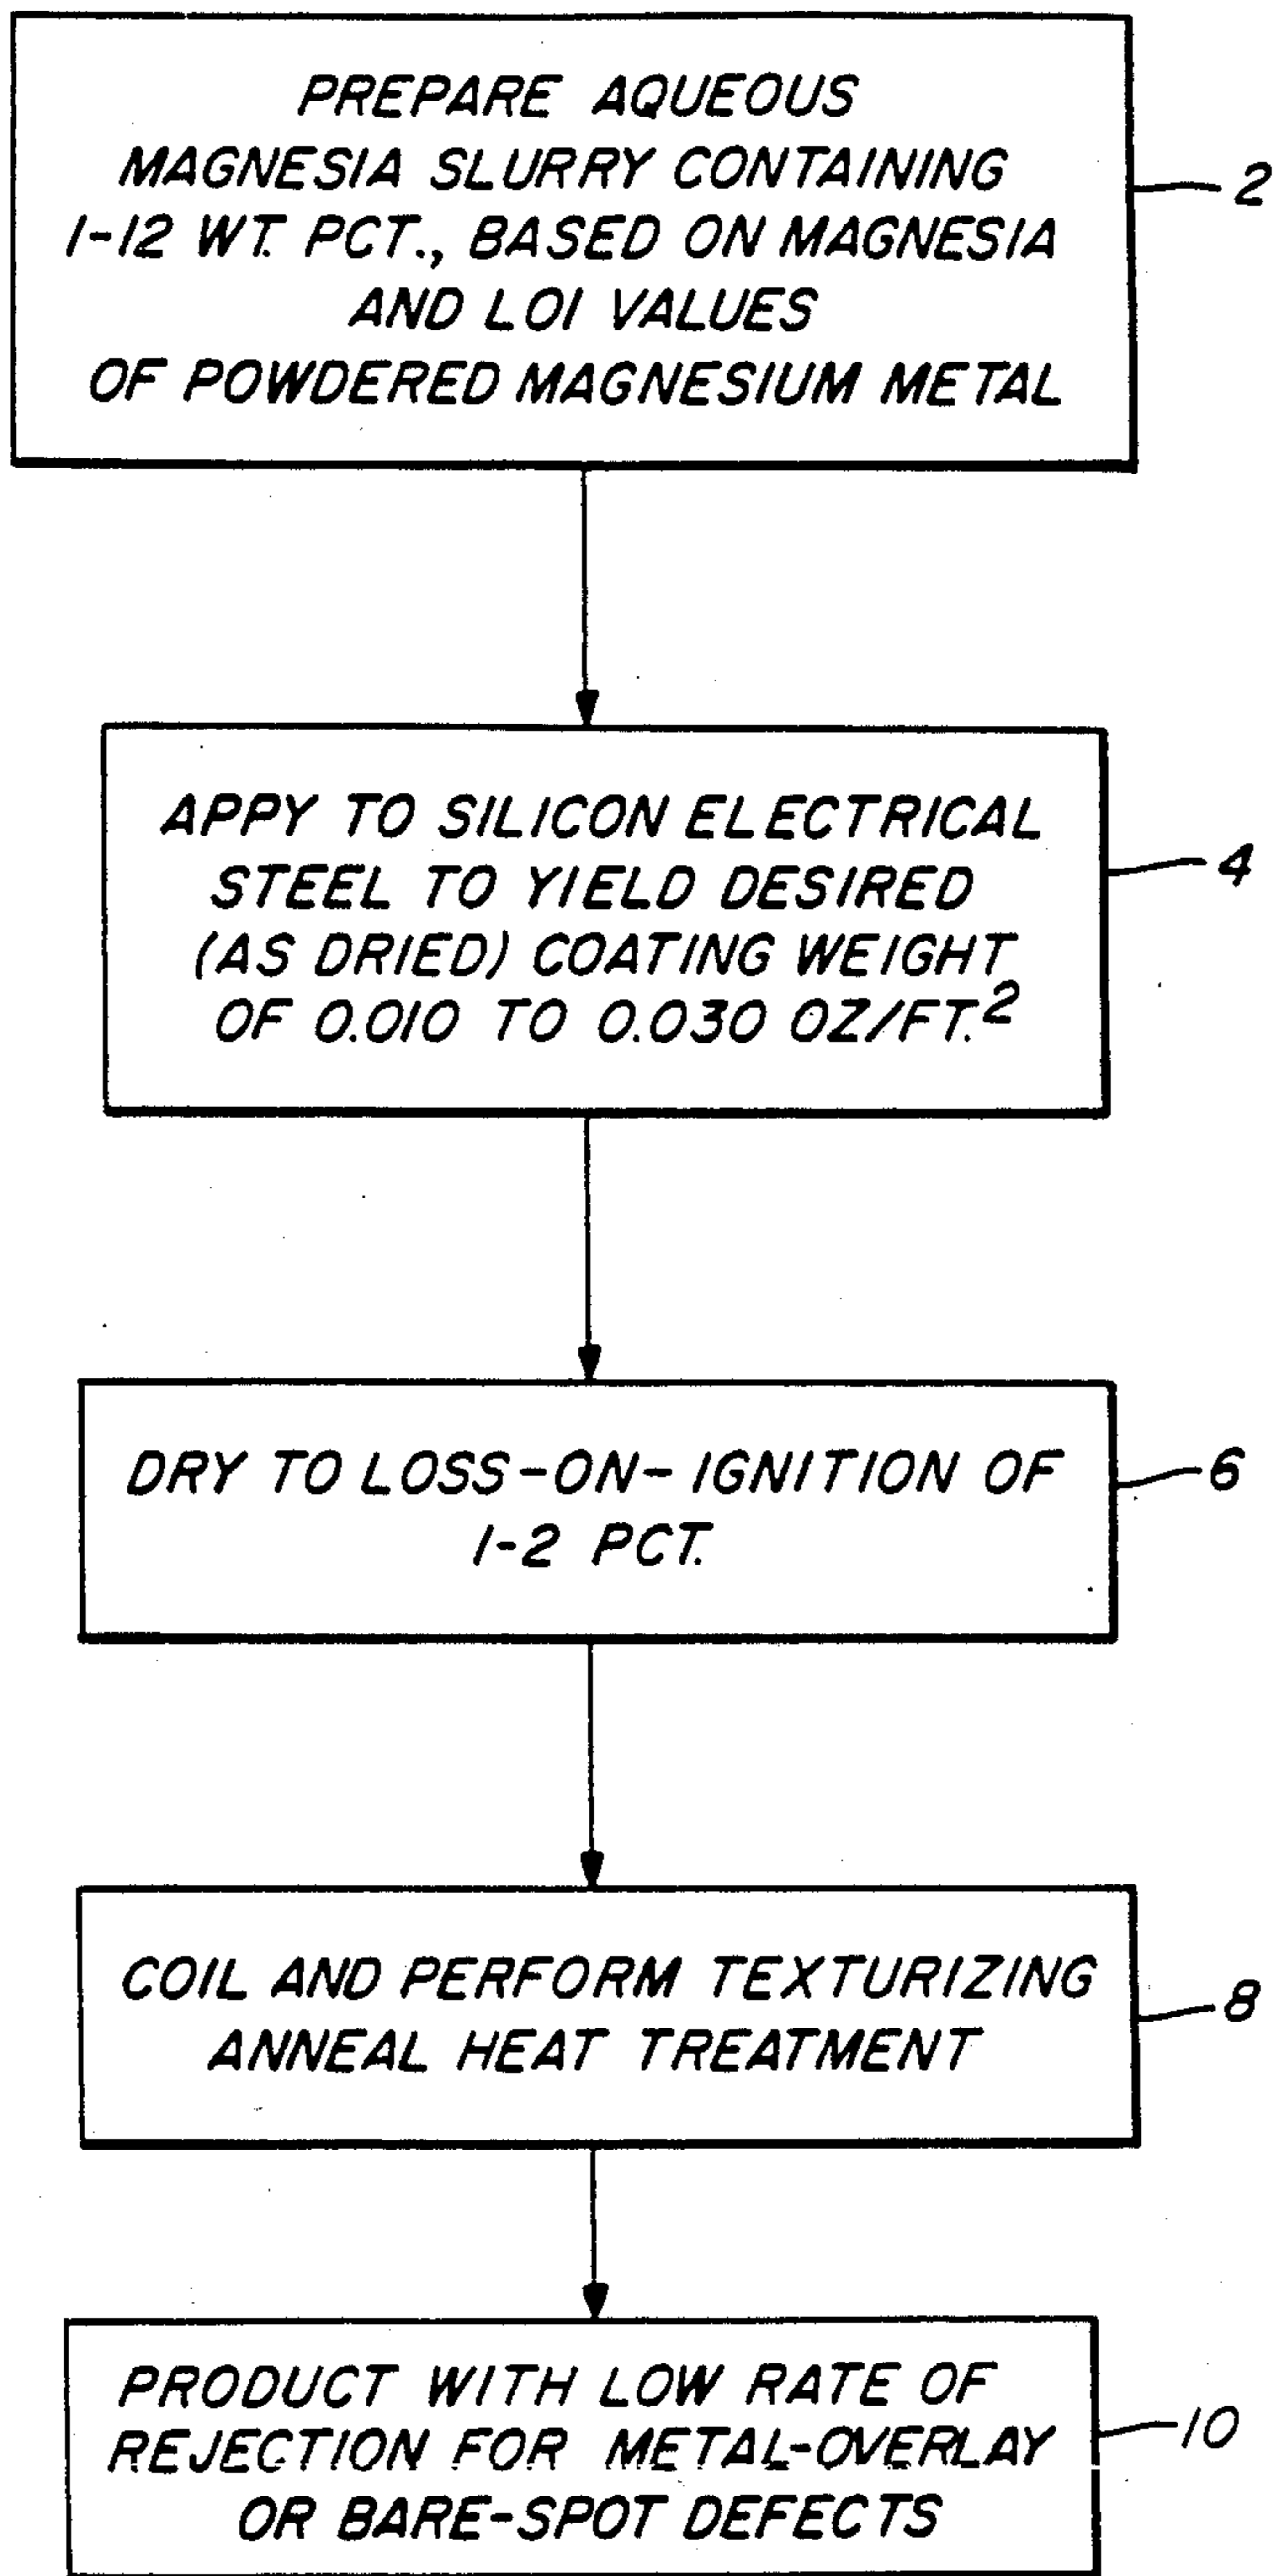 PREPARE AQUEOUS
MAGNESIA SLURRY CONTAINING
1-12 WT. PCT., BASED ON MAGNESIA
AND LOI VALUES
OF POWDERED MAGNESIUM METAL
2
APPY TO SILICON ELECTRICAL
STEEL TO YIELD DESIRED
(AS DRIED) COATING WEIGHT
OF 0.010 TO 0.030 OZ/FT.²
4
DRY TO LOSS-ON-IGNITION OF
1-2 PCT.
6
COIL AND PERFORM TEXTURIZING
ANNEAL HEAT TREATMENT
8
PRODUCT WITH LOW RATE OF
REJECTION FOR METAL-OVERLAY
OR BARE-SPOT DEFECTS
10